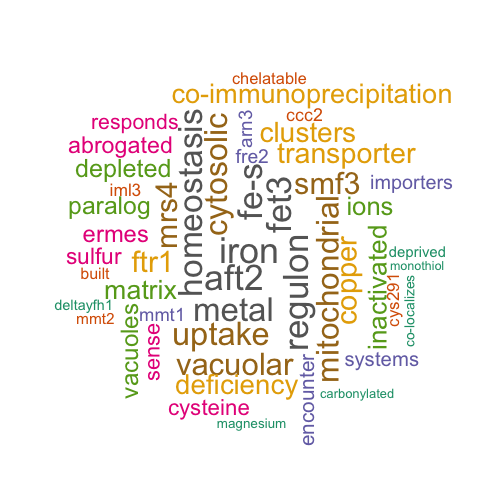 chelatable
co-immunoprecipitation
responds
arn3
ccc2
clusters
abrogated
homeostasis
cytosolic
fre2
transporter
depleted
mrs4
fe-s
fet3
smf3
importers
iml3
paralog
ions
ermes
iron
regulon
mitochondrial
sulfur
ftr1
copper
inactivated
deprived
built
aft2
monothiol
matrix
metal
cys291
co-localizes
deltayfh1
mmt2
vacuoles
mmt1
sense
uptake
vacuolar
systems
deficiency
encounter
carbonylated
cysteine
magnesium